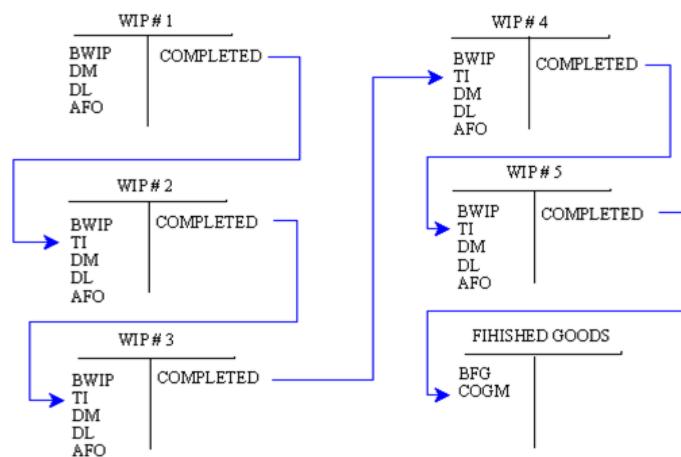 WIP # 1
BWIP
DM
DL
AFO
COMPLETED
WIP # 2
BWIP
TI
DM
DL
AFO
COMPLETED
WIP # 3
BWIP
TI
DM
DL
AFO
COMPLETED
WIP # 4
BWIP
TI
DM
DL
AFO
COMPLETED
WIP # 5
BWIP
TI
DM
DL
AFO
COMPLETED
FIHISHED GOODS
BFG
COGM